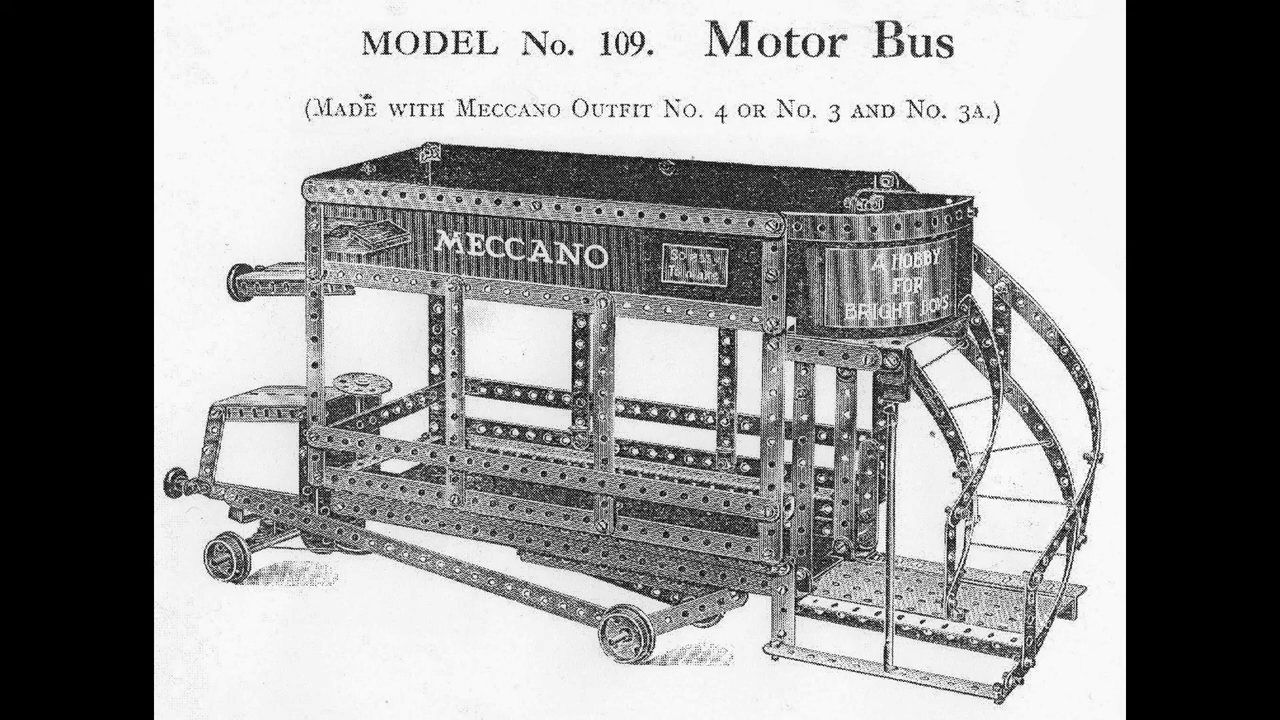 MODEL No. 109. Motor Bus
(MADE WITH MECCANO OUTFIT No. 4 OR No. 3 AND No. 3A.)
MECCANO
A HOBBY
FOR
BRIGHT BOYS